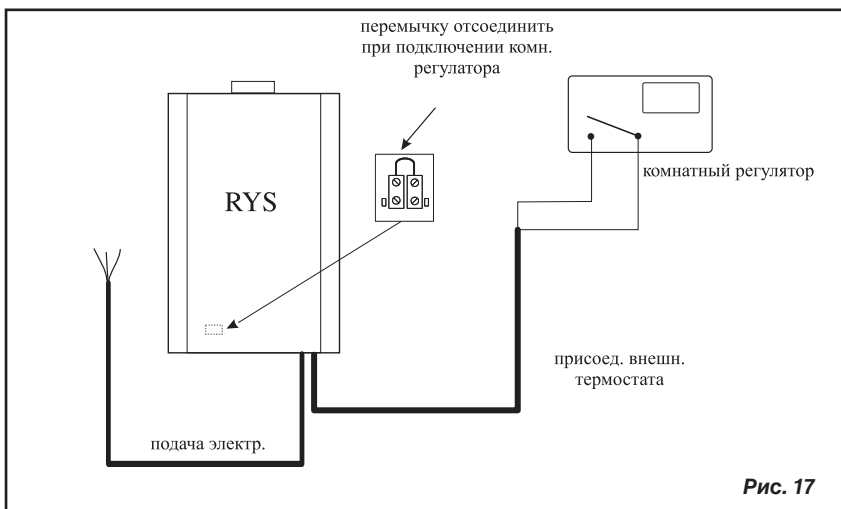 перемычку отсоединить
при подключении комн.
регулятора
RYS
комнатный регулятор
присоед. внешн.
термостата
подача электр.
Рис. 17